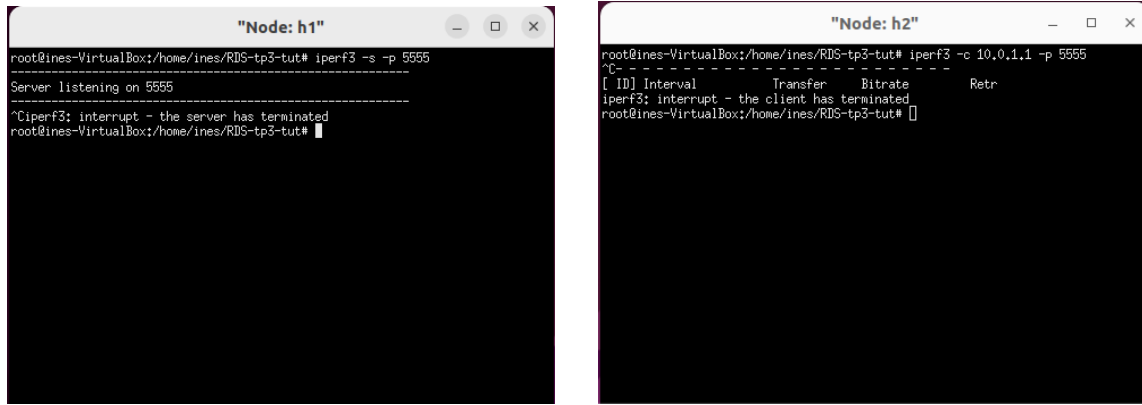 "Node: h1"
root@ines-VirtualBox:/home/ines/RDS-tp3-tut# iperf3 -s -p 5555
-----------------------------------------------------------
Server listening on 5555
-----------------------------------------------------------
^Ciperf3: interrupt - the server has terminated
root@ines-VirtualBox:/home/ines/RDS-tp3-tut#
"Node: h2"
root@ines-VirtualBox:/home/ines/RDS-tp3-tut# iperf3 -c 10.0.1.1 -p 5555
^C- - - - - - - - - - - - - - - - - - - - - - - - -
[ ID] Interval           Transfer     Bitrate         Retr
iperf3: interrupt - the client has terminated
root@ines-VirtualBox:/home/ines/RDS-tp3-tut#